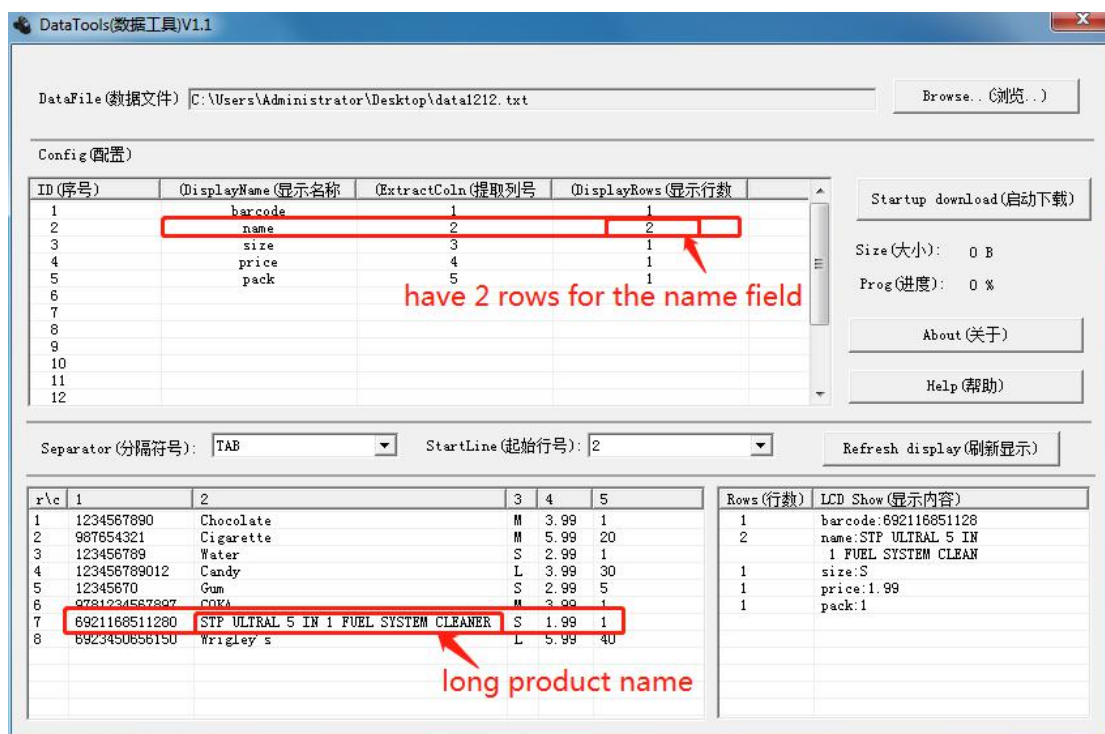 DataTools(数据工具)V1.1
DataFile(数据文件) C:\Users\Administrator\Desktop\data1212.txt Browse..(浏览..)
Config(配置)
ID(序号) (DisplayName(显示名称 (ExtractColn(提取列号 (DisplayRows(显示行数
1 barcode 1 1
2 name 2 2
3 size 3 1
4 price 4 1
5 pack 5 1
6
7
8
9
10
11
12
have 2 rows for the name field
Startup download(启动下载)
Size(大小): 0 B
Prog(进度): 0 %
About(关于)
Help(帮助)
Separator(分隔符号): TAB StartLine(起始行号): 2 Refresh display(刷新显示)
r\c 1 2 3 4 5
1 1234567890 Chocolate M 3.99 1
2 987654321 Cigarette M 5.99 20
3 123456789 Water S 2.99 1
4 123456789012 Candy L 3.99 30
5 12345670 Gum S 2.99 5
6 9781234567897 COKA M 3.99 1
7 6921168511280 STP ULTRAL 5 IN 1 FUEL SYSTEM CLEANER S 1.99 1
8 6923450656150 Wrigley's L 5.99 40
long product name
Rows(行数) LCD Show(显示内容)
1 barcode:692116851128
2 name:STP ULTRAL 5 IN
1 FUEL SYSTEM CLEAN
1 size:S
1 price:1.99
1 pack:1